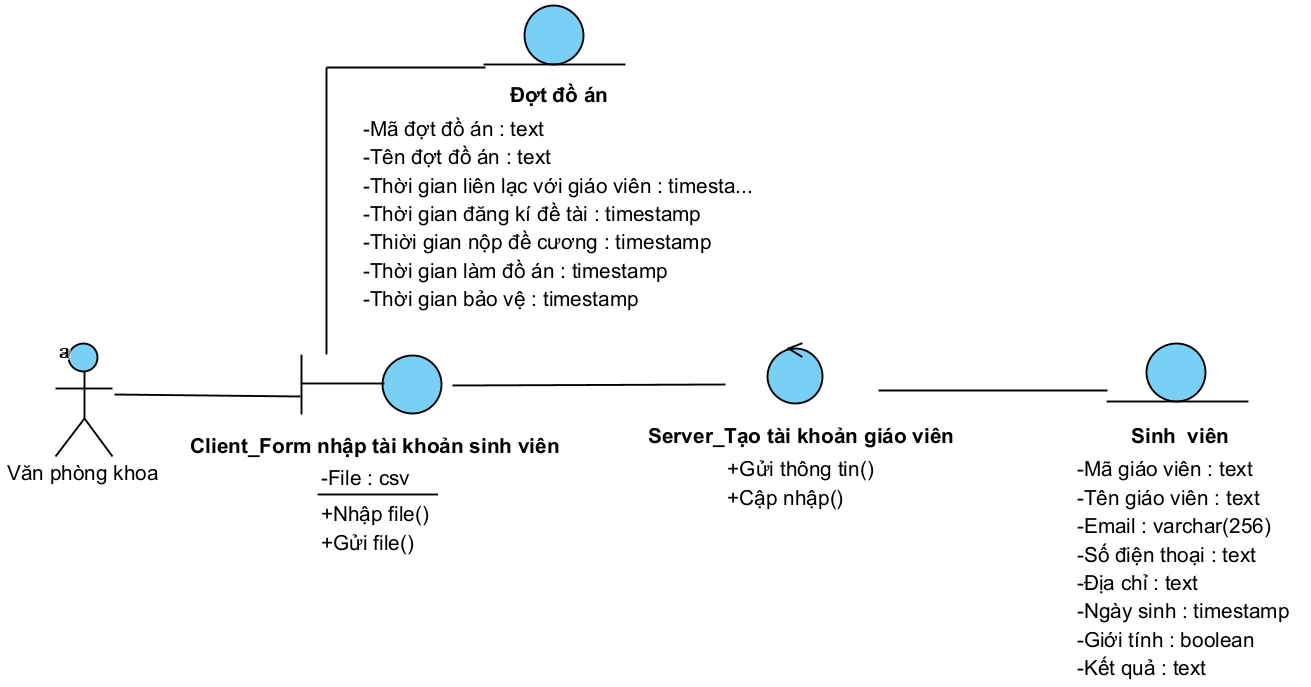 Đợt đồ án
-Mã đợt đồ án : text
-Tên đợt đồ án : text
-Thời gian liên lạc với giáo viên : timesta...
-Thời gian đăng kí đề tài : timestamp
-Thiời gian nộp đề cương : timestamp
-Thời gian làm đồ án : timestamp
-Thời gian bảo vệ : timestamp
Văn phòng khoa
Client_Form nhập tài khoản sinh viên
-File : csv
+Nhập file()
+Gửi file()
Server_Tạo tài khoản giáo viên
+Gửi thông tin()
+Cập nhập()
Sinh  viên
-Mã giáo viên : text
-Tên giáo viên : text
-Email : varchar(256)
-Số điện thoại : text
-Địa chỉ : text
-Ngày sinh : timestamp
-Giới tính : boolean
-Kết quả : text